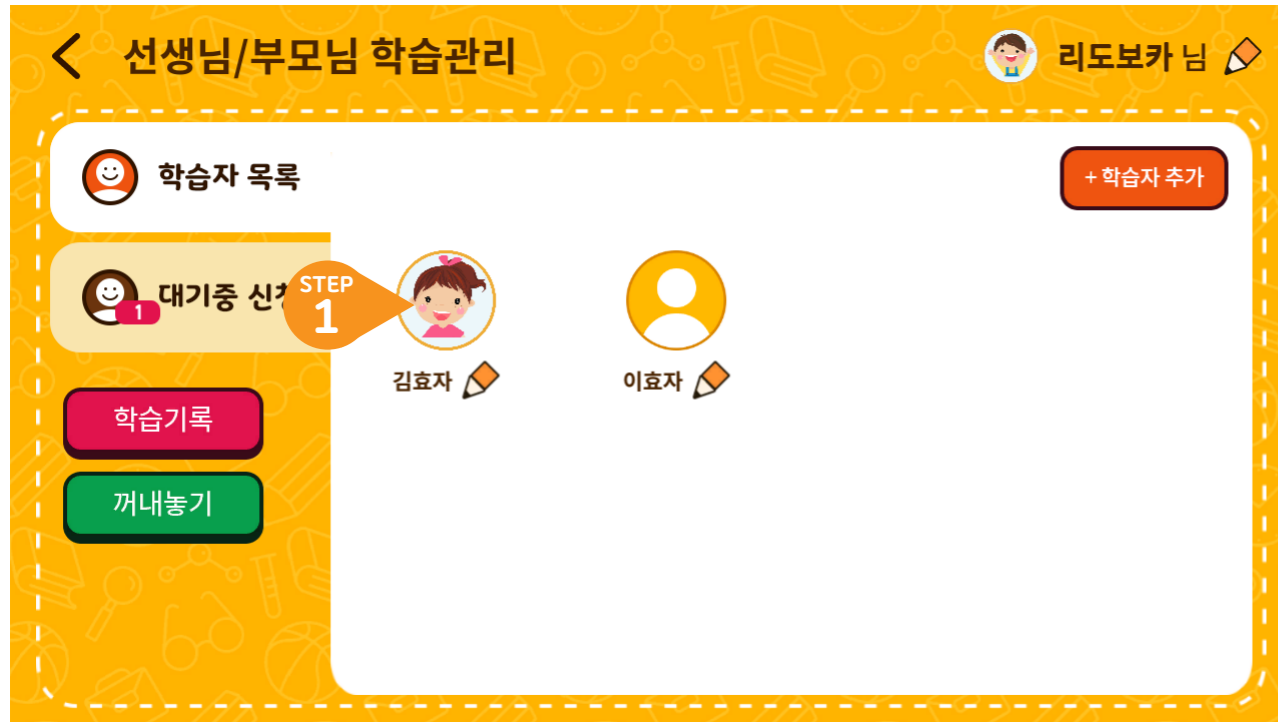 선생님/부모님 학습관리
리도보카 님
학습자 목록
+ 학습자 추가
대기중
1
STEP
1
김효자
이효자
학습기록
꺼내놓기